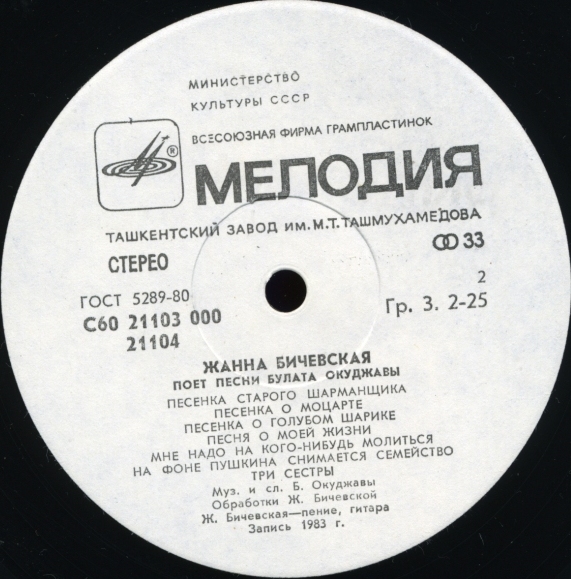 МИНИСТЕРСТВО
КУЛЬТУРЫ СССР
ВСЕСОЮЗНАЯ ФИРМА ГРАМПЛАСТИНОК
®
МЕЛОДИЯ
ТАШКЕНТСКИЙ ЗАВОД ИМ. М.Т. ТАШМУХАМЕДОВА
СТЕРЕО
33
ГОСТ 5289-80
2
С60 21103 000
Гр. 3. 2-25
21104
ЖАННА БИЧЕВСКАЯ
ПОЕТ ПЕСНИ БУЛАТА ОКУДЖАВЫ
ПЕСЕНКА СТАРОГО ШАРМАНЩИКА
ПЕСЕНКА О МОЦАРТЕ
ПЕСЕНКА О ГОЛУБОМ ШАРИКЕ
ПЕСНЯ О МОЕЙ ЖИЗНИ
МНЕ НАДО НА КОГО-НИБУДЬ МОЛИТЬСЯ
НА ФОНЕ ПУШКИНА СНИМАЕТСЯ СЕМЕЙСТВО
ТРИ СЕСТРЫ
Муз. и сл. Б. Окуджавы
Обработки Ж. Бичевской
Ж. Бичевская—пение, гитара
Запись 1983 г.